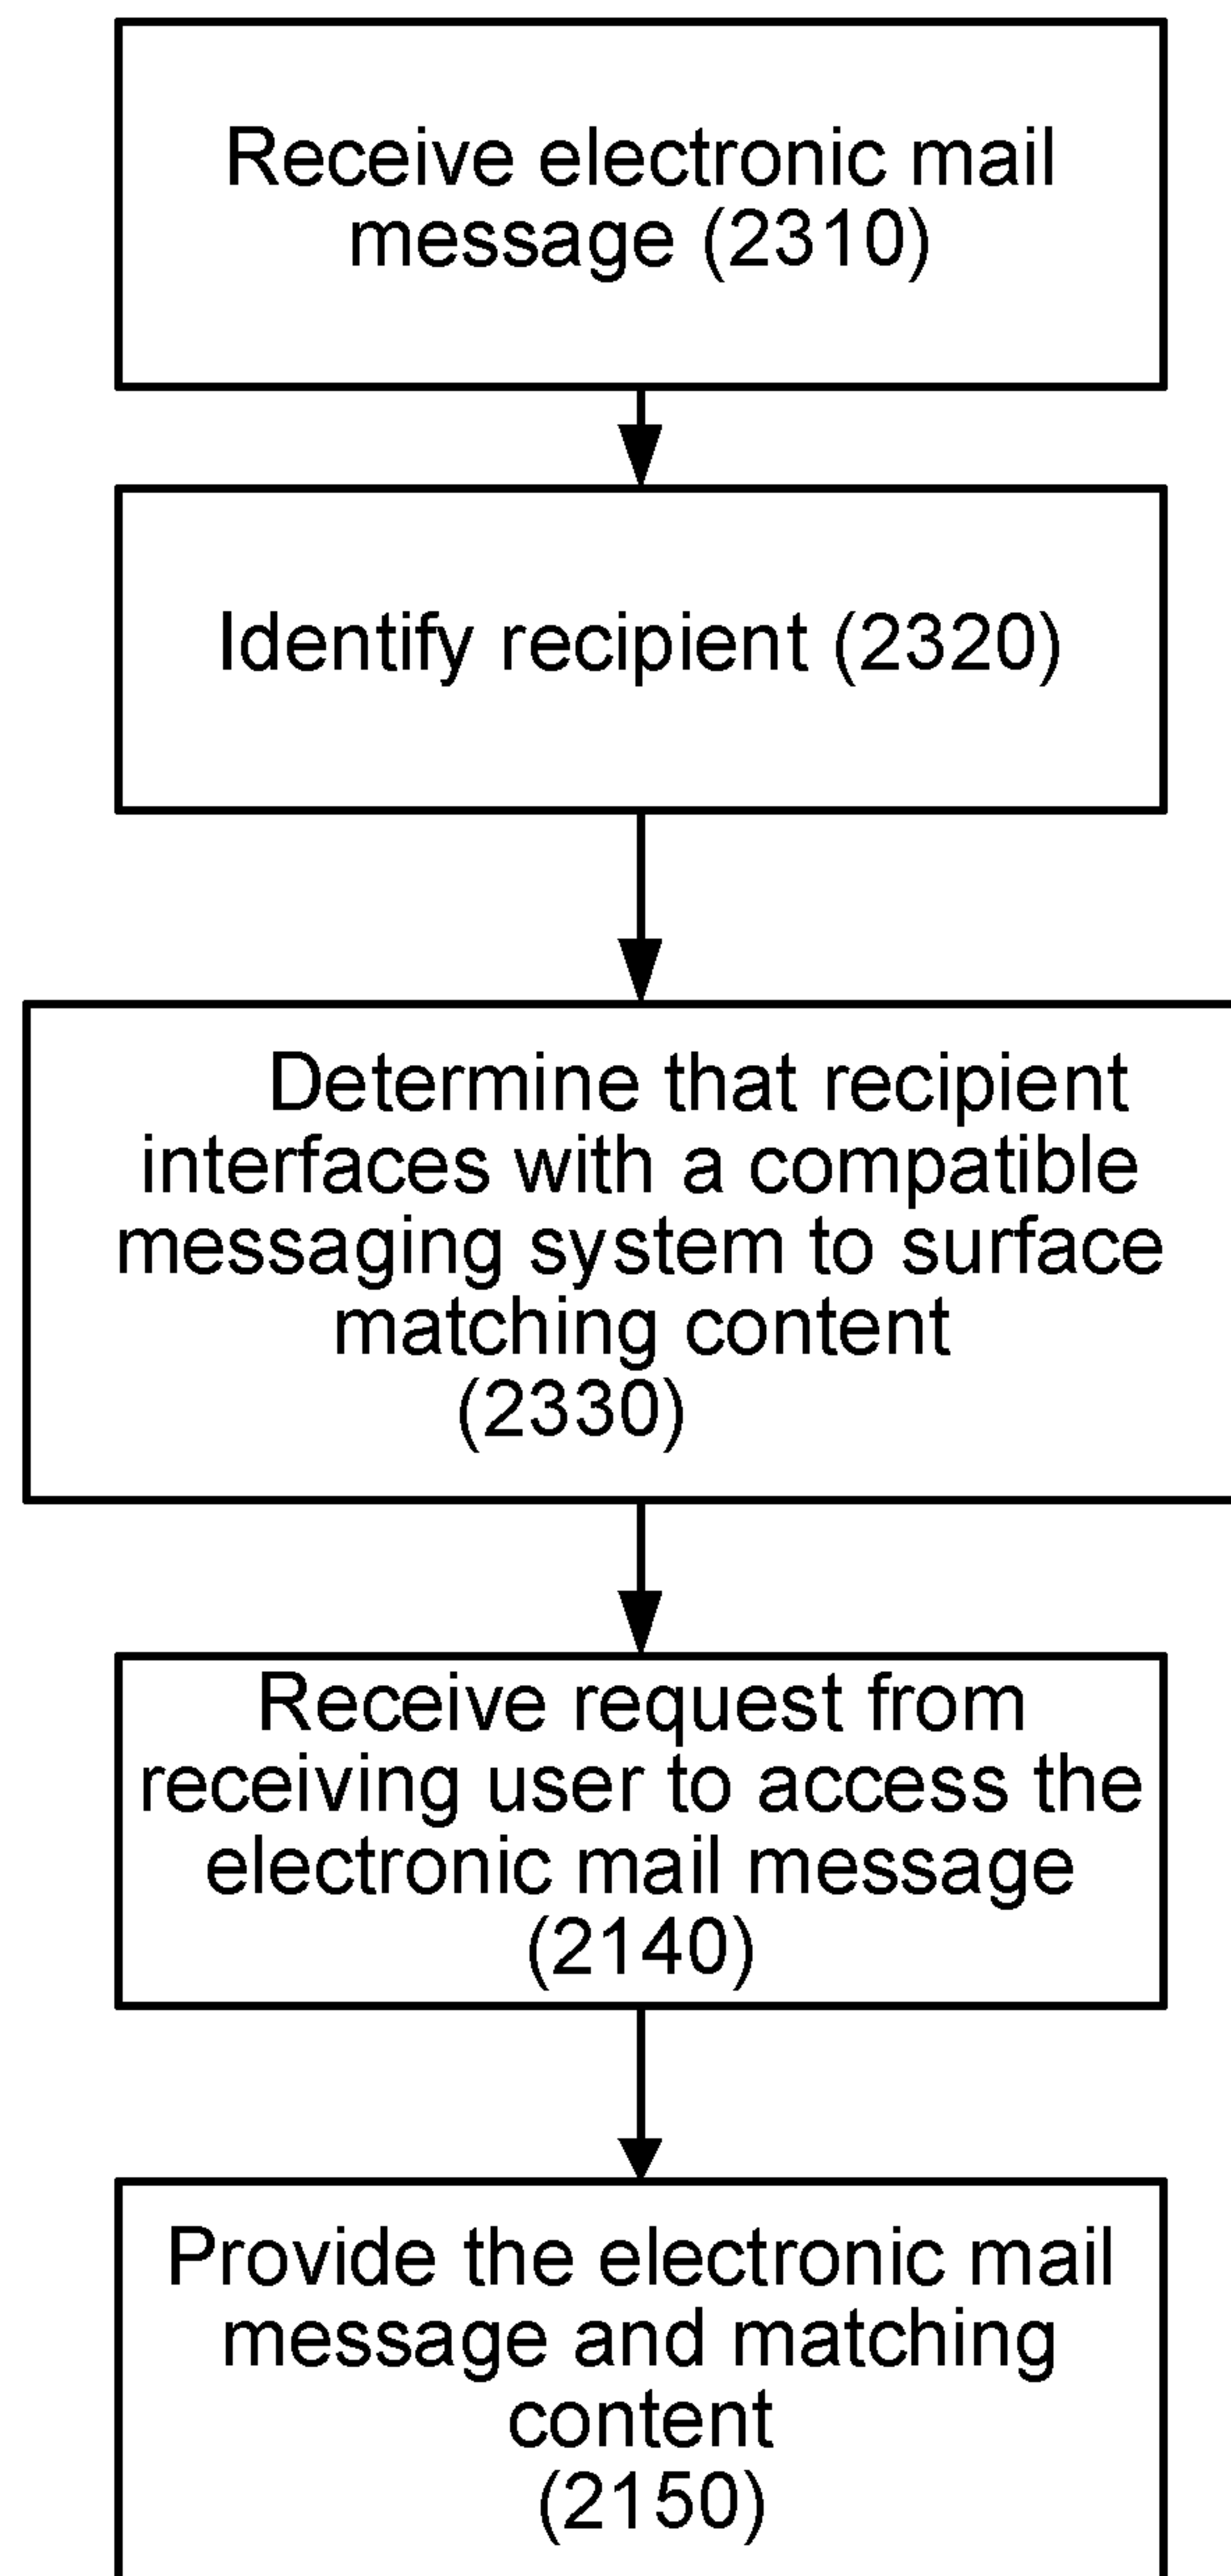 Receive electronic mail
message (2310)
Identify recipient (2320)
Determine that recipient
interfaces with a compatible
messaging system to surface
matching content
(2330)
Receive request from
receiving user to access the
electronic mail message
(2140)
Provide the electronic mail
message and matching
content
(2150)